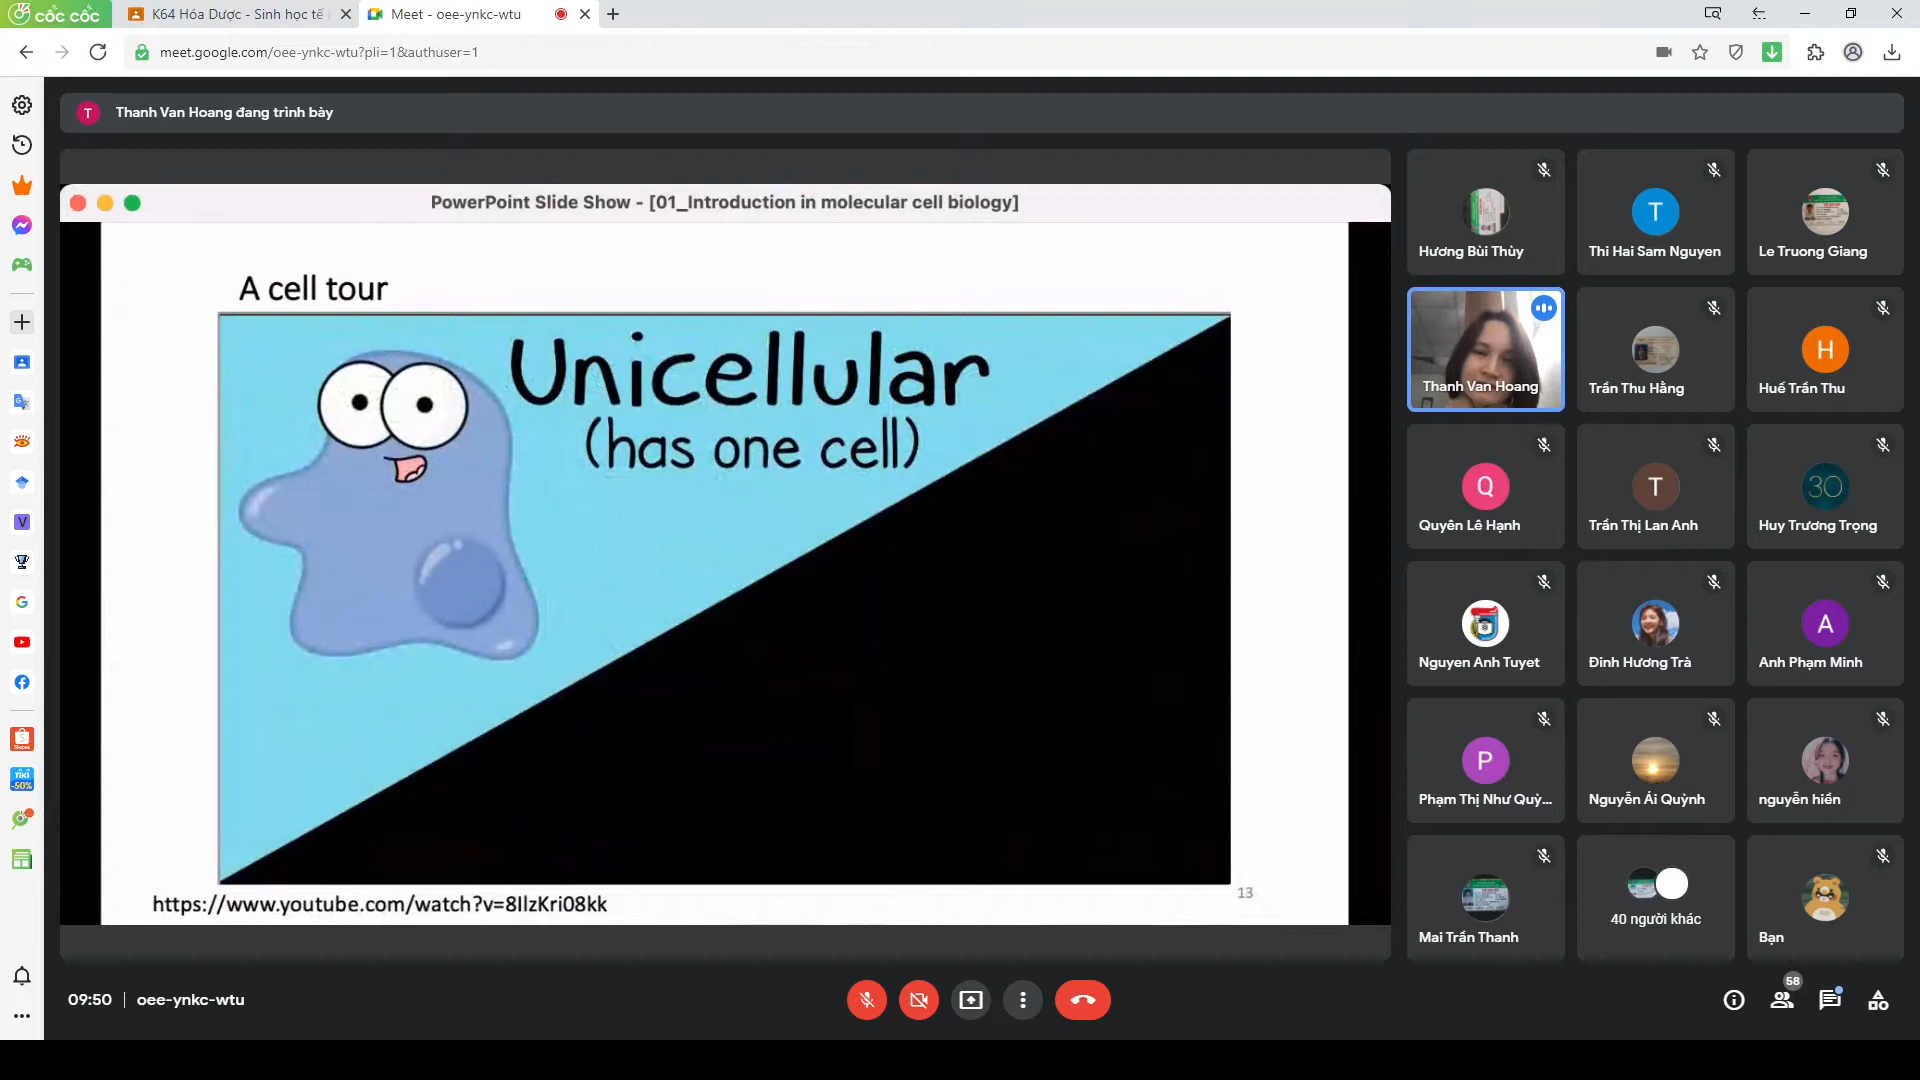 cốc cốc
K64 Hóa Dược - Sinh học tế
Meet - oee-ynkc-wtu
meet.google.com/oee-ynkc-wtu?pli=1&authuser=1
T
Thanh Van Hoang đang trình bày
PowerPoint Slide Show - [01_Introduction in molecular cell biology]
A cell tour
Unicellular
(has one cell)
https://www.youtube.com/watch?v=8IlzKri08kk
13
Hương Bùi Thùy
T
Thi Hai Sam Nguyen
Le Truong Giang
Thanh Van Hoang
Trần Thu Hằng
H
Huế Trần Thu
Q
Quyên Lê Hạnh
T
Trần Thị Lan Anh
30
Huy Trương Trọng
Nguyen Anh Tuyet
Đinh Hương Trà
A
Anh Phạm Minh
P
Phạm Thị Như Quỳ...
Nguyễn Ái Quỳnh
nguyễn hiền
Mai Trần Thanh
40 người khác
Bạn
V
G
Shopee
TIKI
-50%
09:50 | oee-ynkc-wtu
58